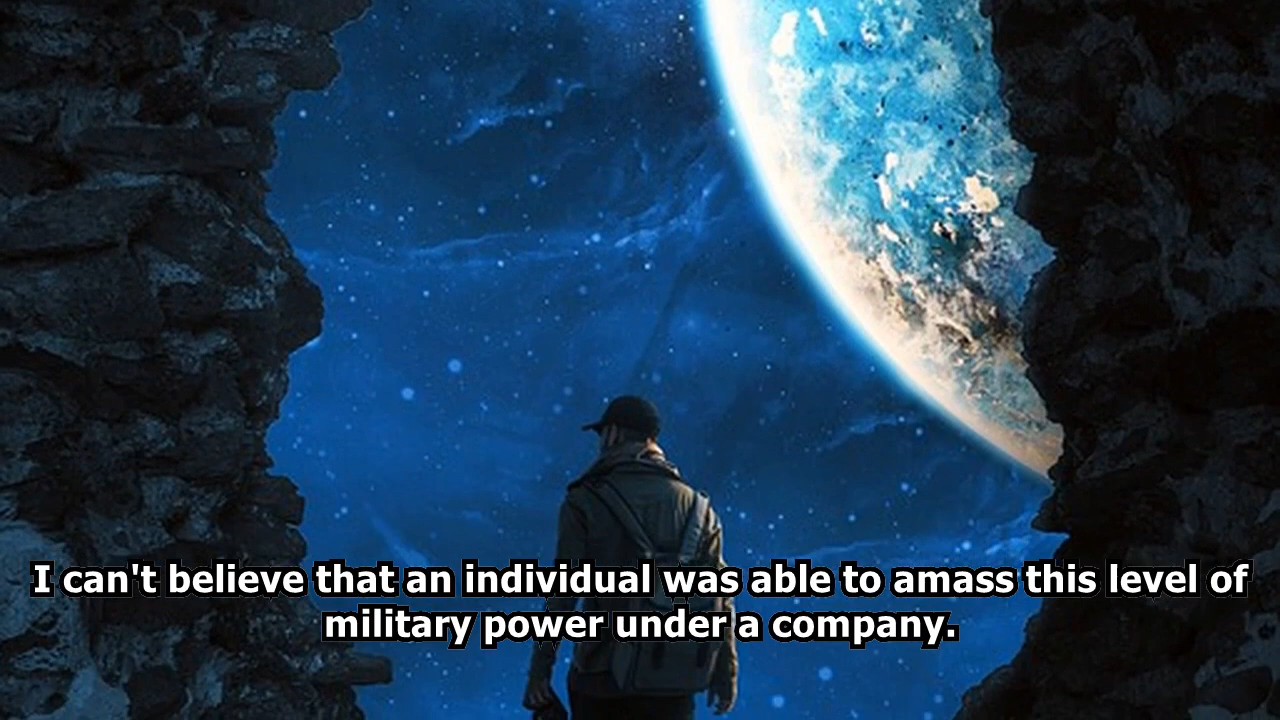 I can't believe that an individual was able to amass this level of
military power under a company.